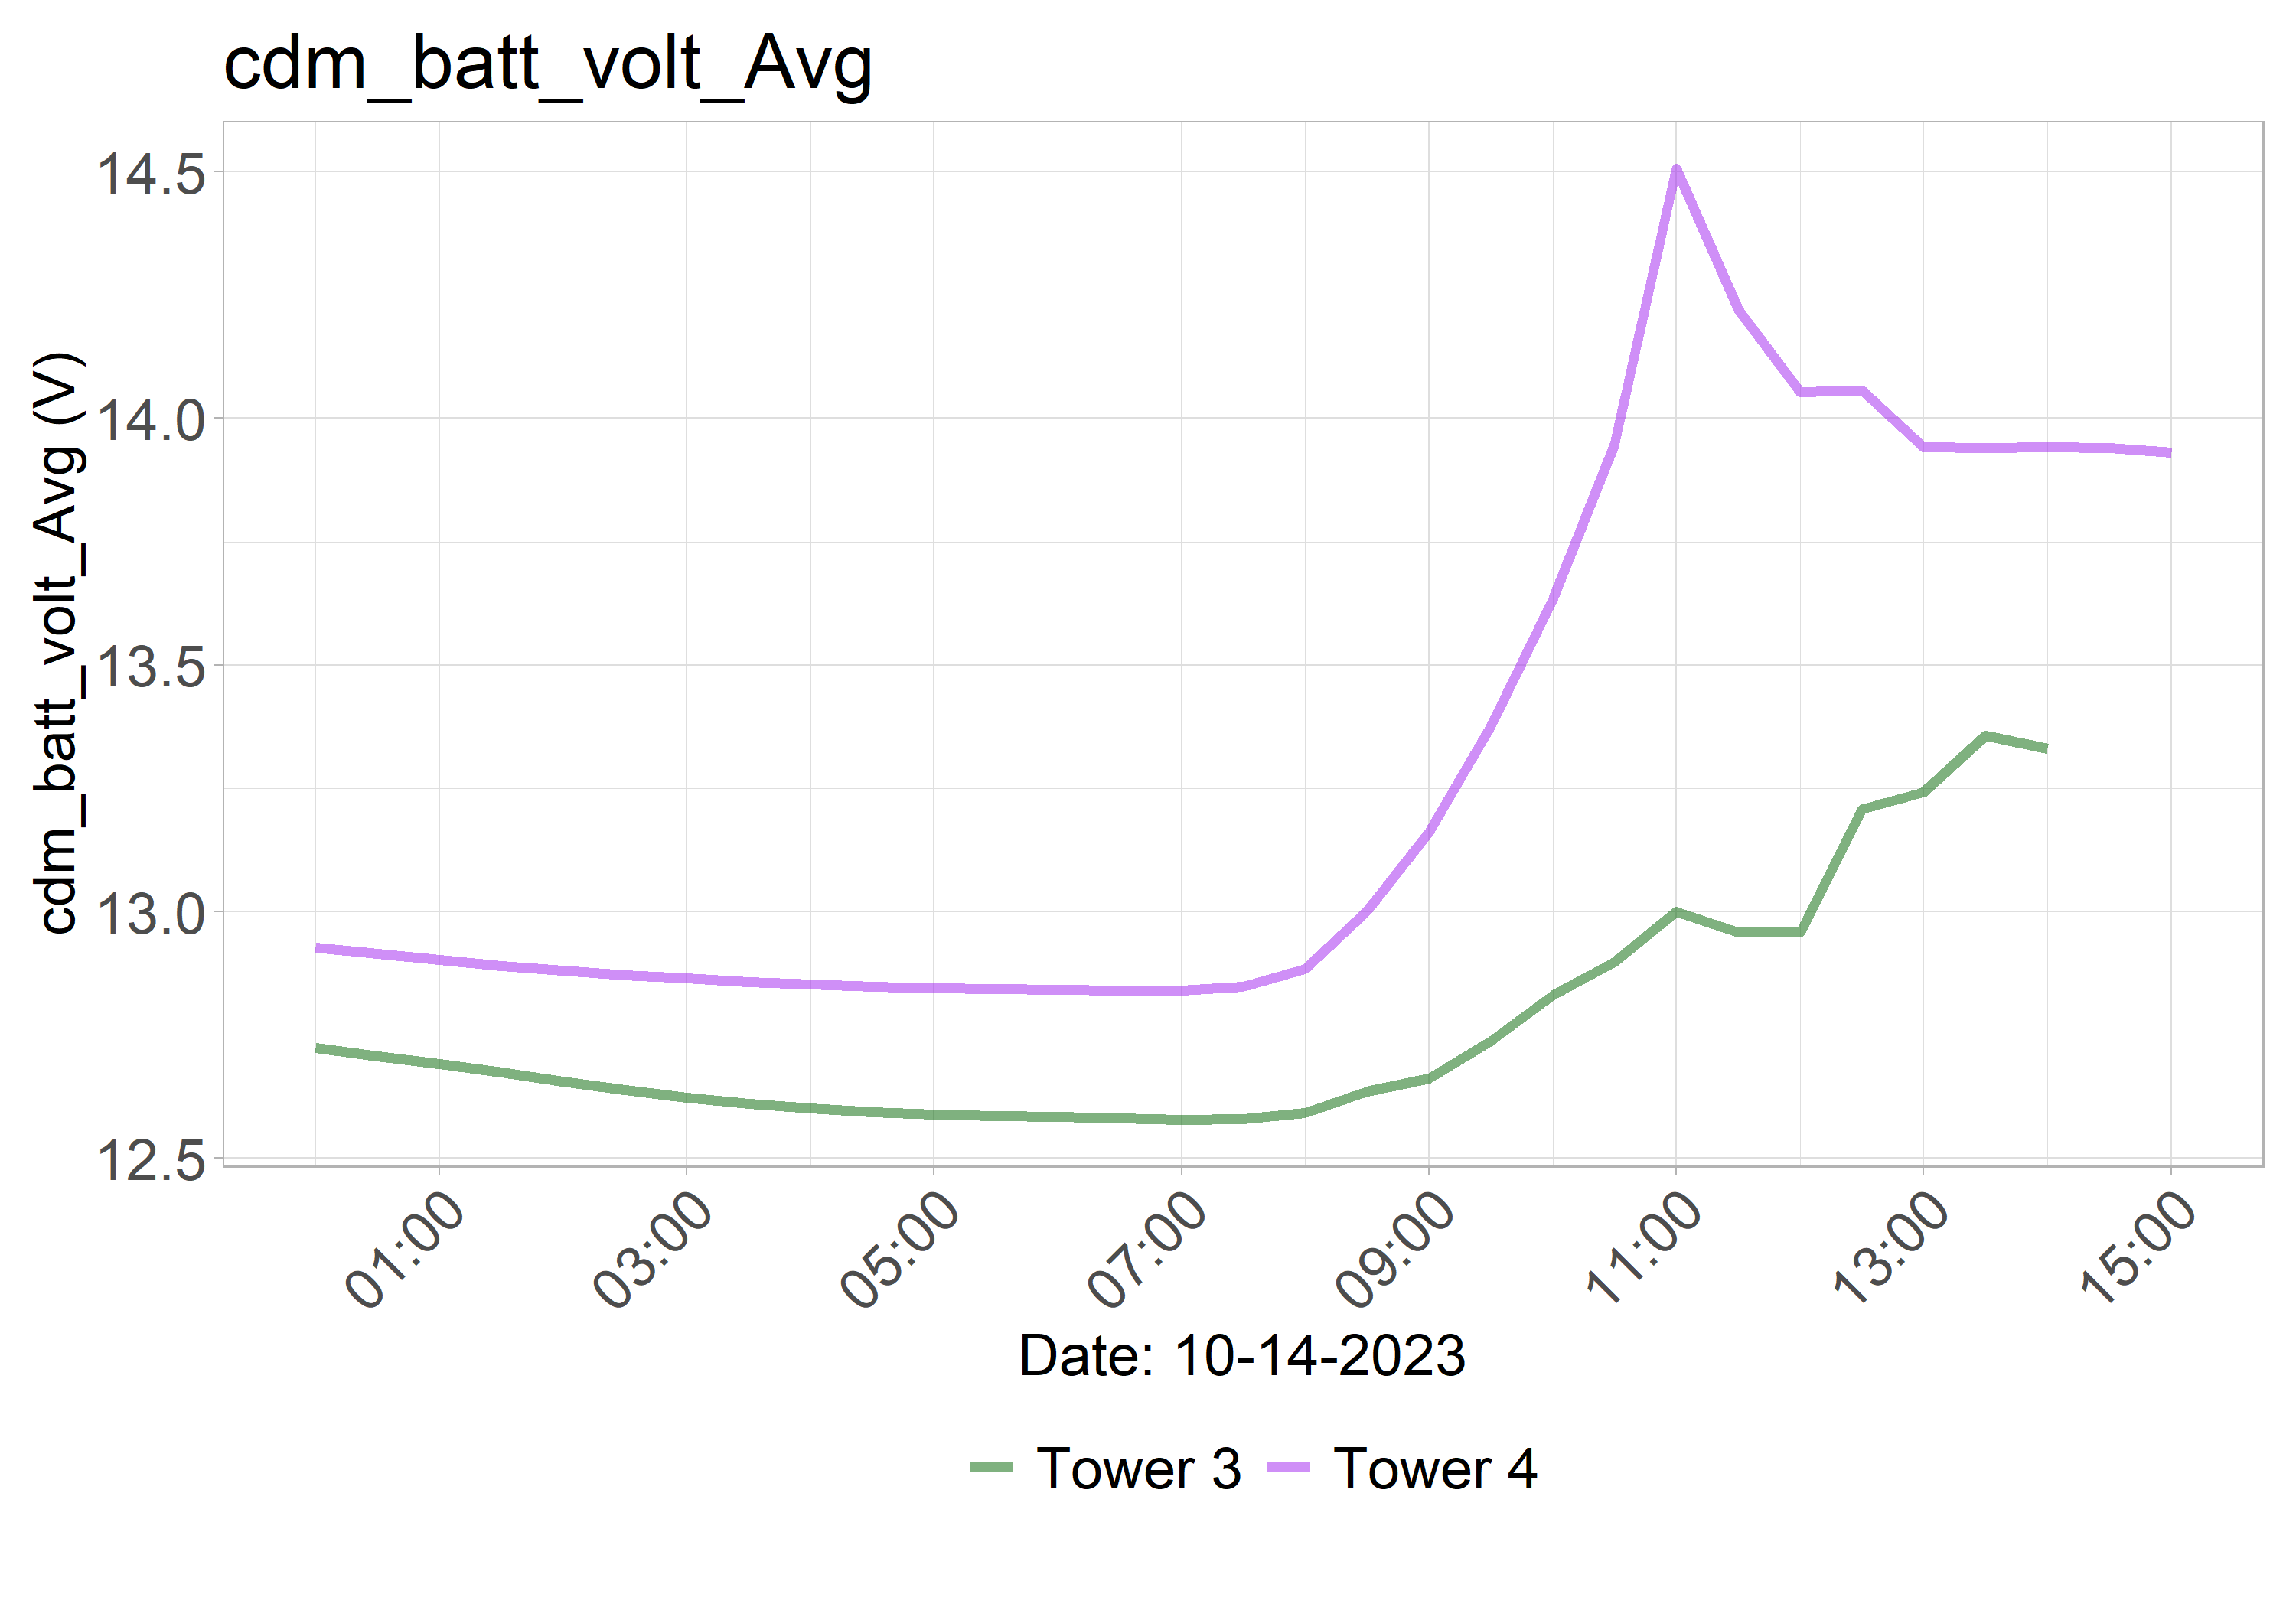 cdm_batt_volt_Avg
cdm_batt_volt_Avg (V)
14.5
14.0
13.5
13.0
12.5
01:00 03:00 05:00 07:00 09:00 11:00 13:00 15:00
Date: 10-14-2023
Tower 3 Tower 4